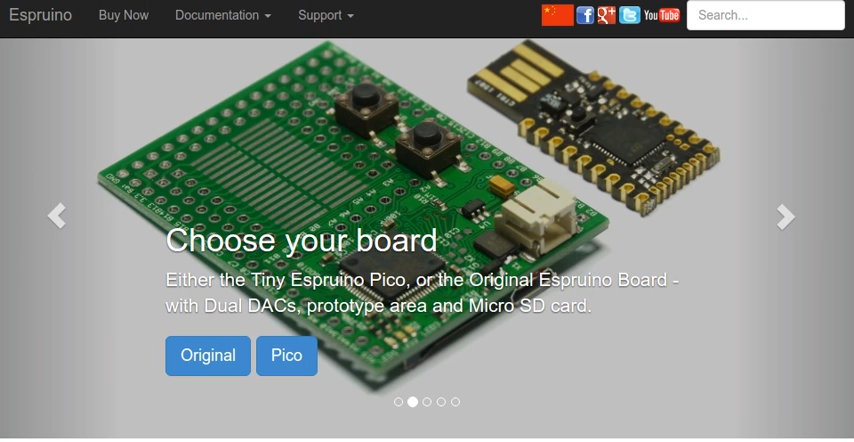 Espruino
Buy Now
Documentation
Support
You Tube
Search...
Choose your board
Either the Tiny Espruino Pico, or the Original Espruino Board -
with Dual DACs, prototype area and Micro SD card.
Original
Pico